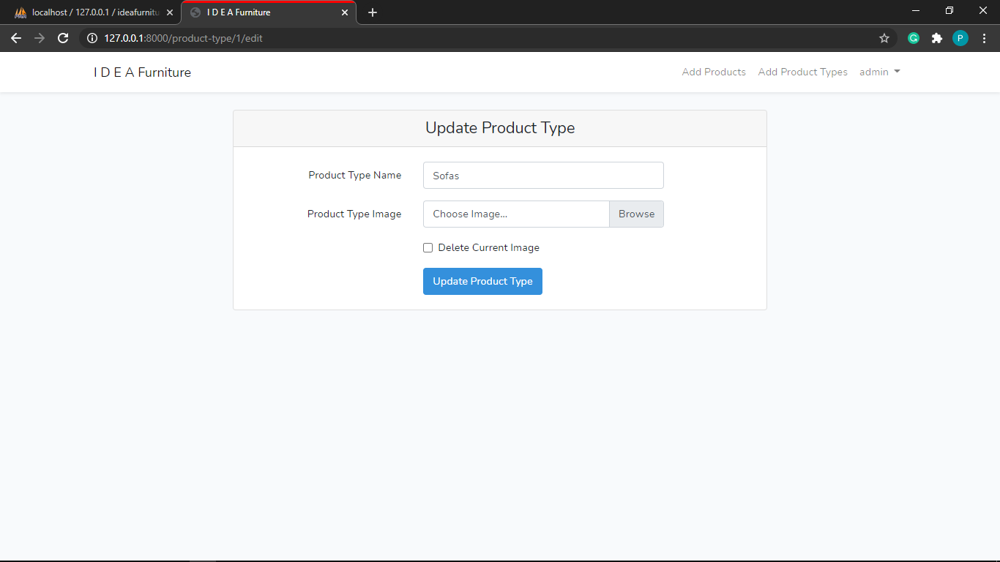 localhost / 127.0.0.1 / ideafurnitu
I D E A Furniture
127.0.0.1:8000/product-type/1/edit
G
P
I D E A Furniture
Add Products
Add Product Types
admin
Update Product Type
Product Type Name
Sofas
Product Type Image
Choose Image...
Browse
Delete Current Image
Update Product Type